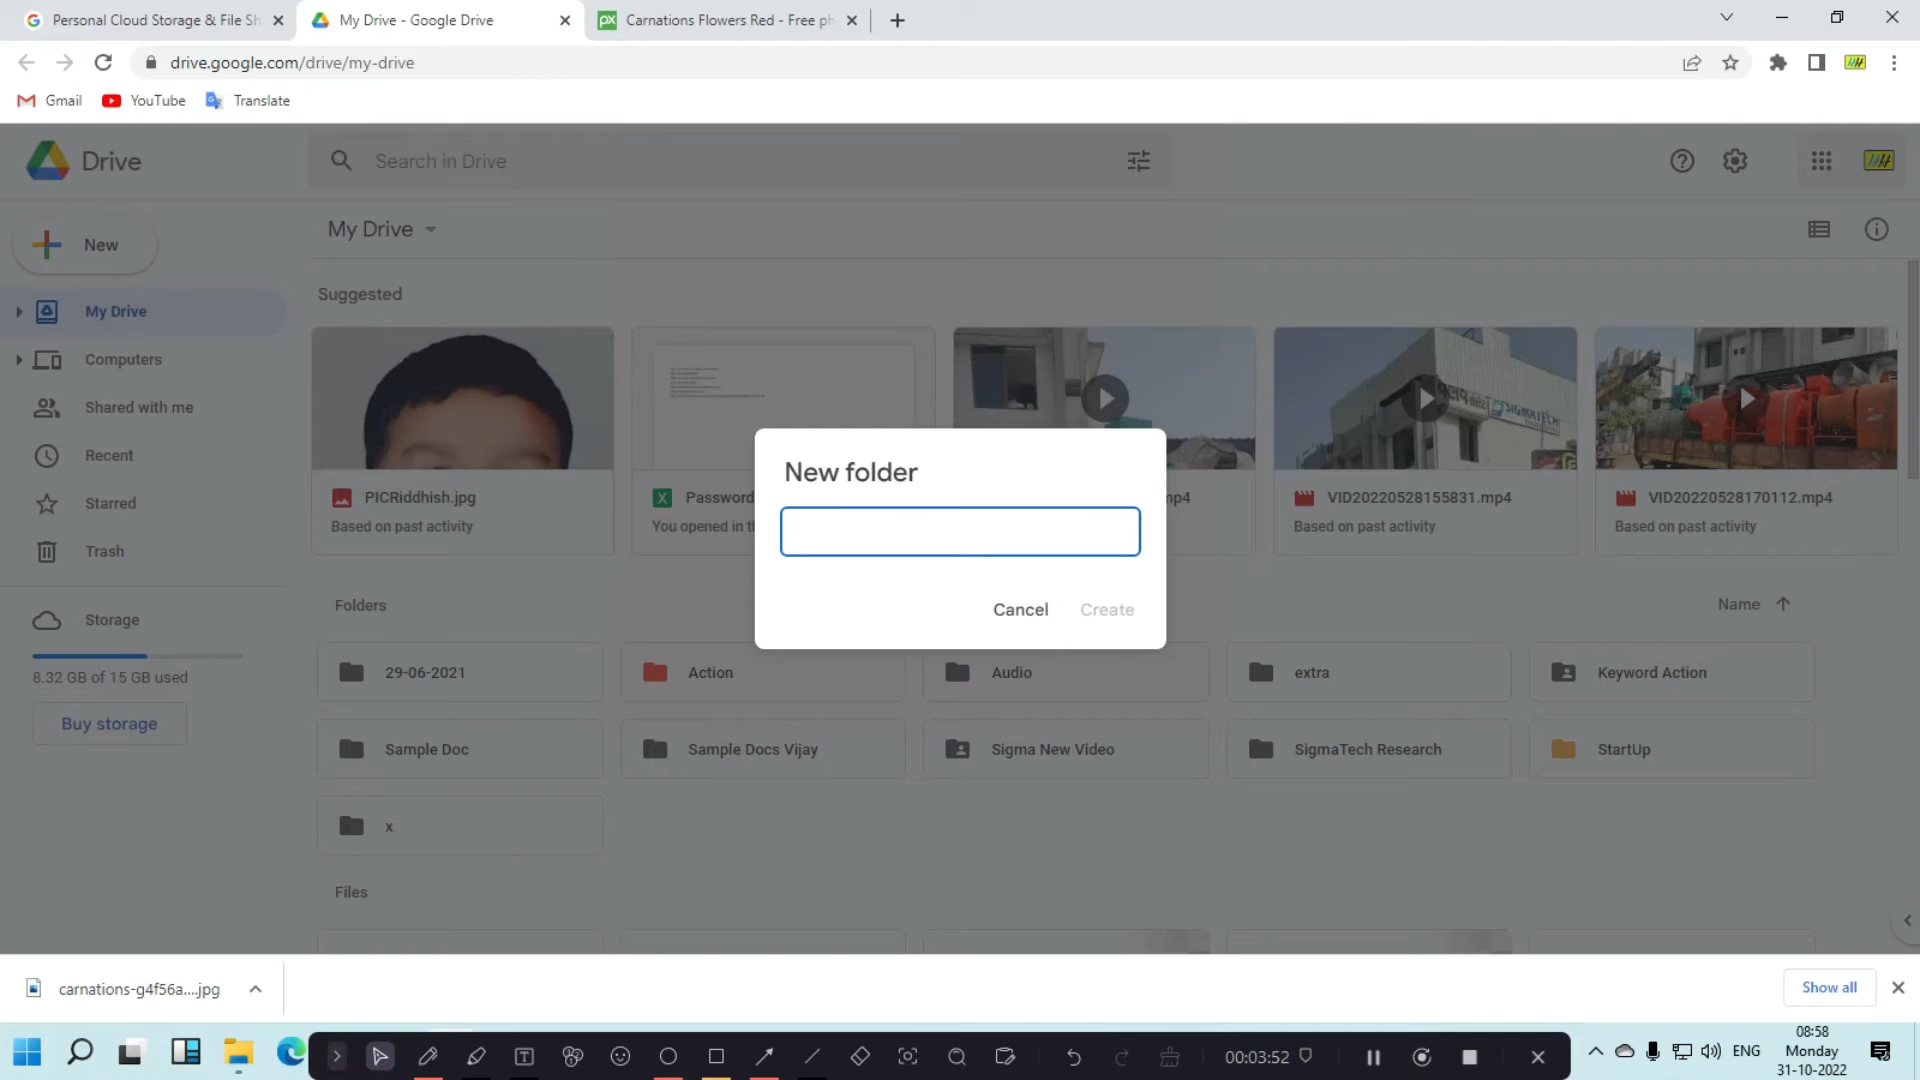 Personal Cloud Storage & File Sh
My Drive - Google Drive
Carnations Flowers Red - Free ph
drive.google.com/drive/my-drive
Gmail
YouTube
Translate
Drive
Search in Drive
New
My Drive
My Drive
Computers
Shared with me
Recent
Starred
Trash
Storage
8.32 GB of 15 GB used
Buy storage
Suggested
PICRiddhish.jpg
Based on past activity
Password
You opened in th
mp4
VID20220528155831.mp4
Based on past activity
VID20220528170112.mp4
Based on past activity
SIGMATECH
New folder
Cancel
Create
Folders
Name
29-06-2021
Action
Audio
extra
Keyword Action
Sample Doc
Sample Docs Vijay
Sigma New Video
SigmaTech Research
StartUp
x
Files
carnations-g4f56a....jpg
Show all
00:03:52
ENG
08:58
Monday
31-10-2022